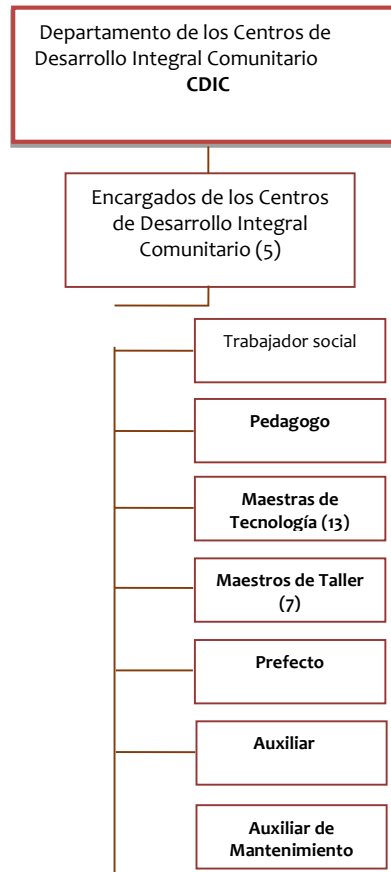 Departamento de los Centros de
Desarrollo Integral Comunitario
CDIC
Encargados de los Centros
de Desarrollo Integral
Comunitario (5)
Trabajador social
Pedagogo
Maestras de
Tecnología (13)
Maestros de Taller
(7)
Prefecto
Auxiliar
Auxiliar de
Mantenimiento